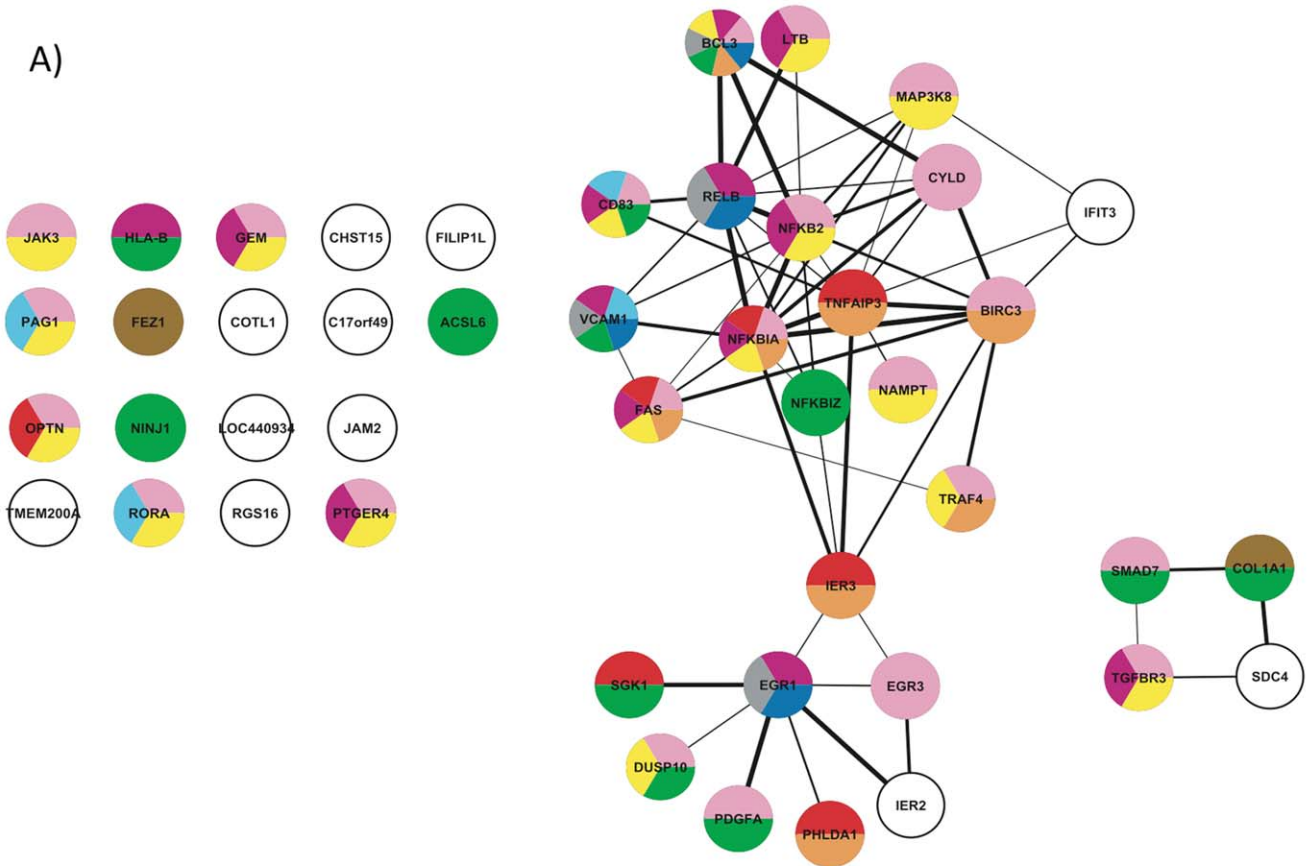 A)
BCL3
LTB
MAP3K8
CYLD
CD83
RELB
NFKB2
IFIT3
JAK3
HLA-B
GEM
CHST15
FILIP1L
PAG1
FEZ1
COTL1
C17orf49
ACSL6
VCAM1
NFKBIA
TNFAIP3
BIRC3
FAS
NFKBIZ
NAMPT
OPTN
NINJ1
LOC440934
JAM2
TRAF4
TMEM200A
RORA
RGS16
PTGER4
IER3
SMAD7
COL1A1
SGK1
EGR1
EGR3
TGFBR3
SDC4
DUSP10
PDGFA
PHLDA1
IER2